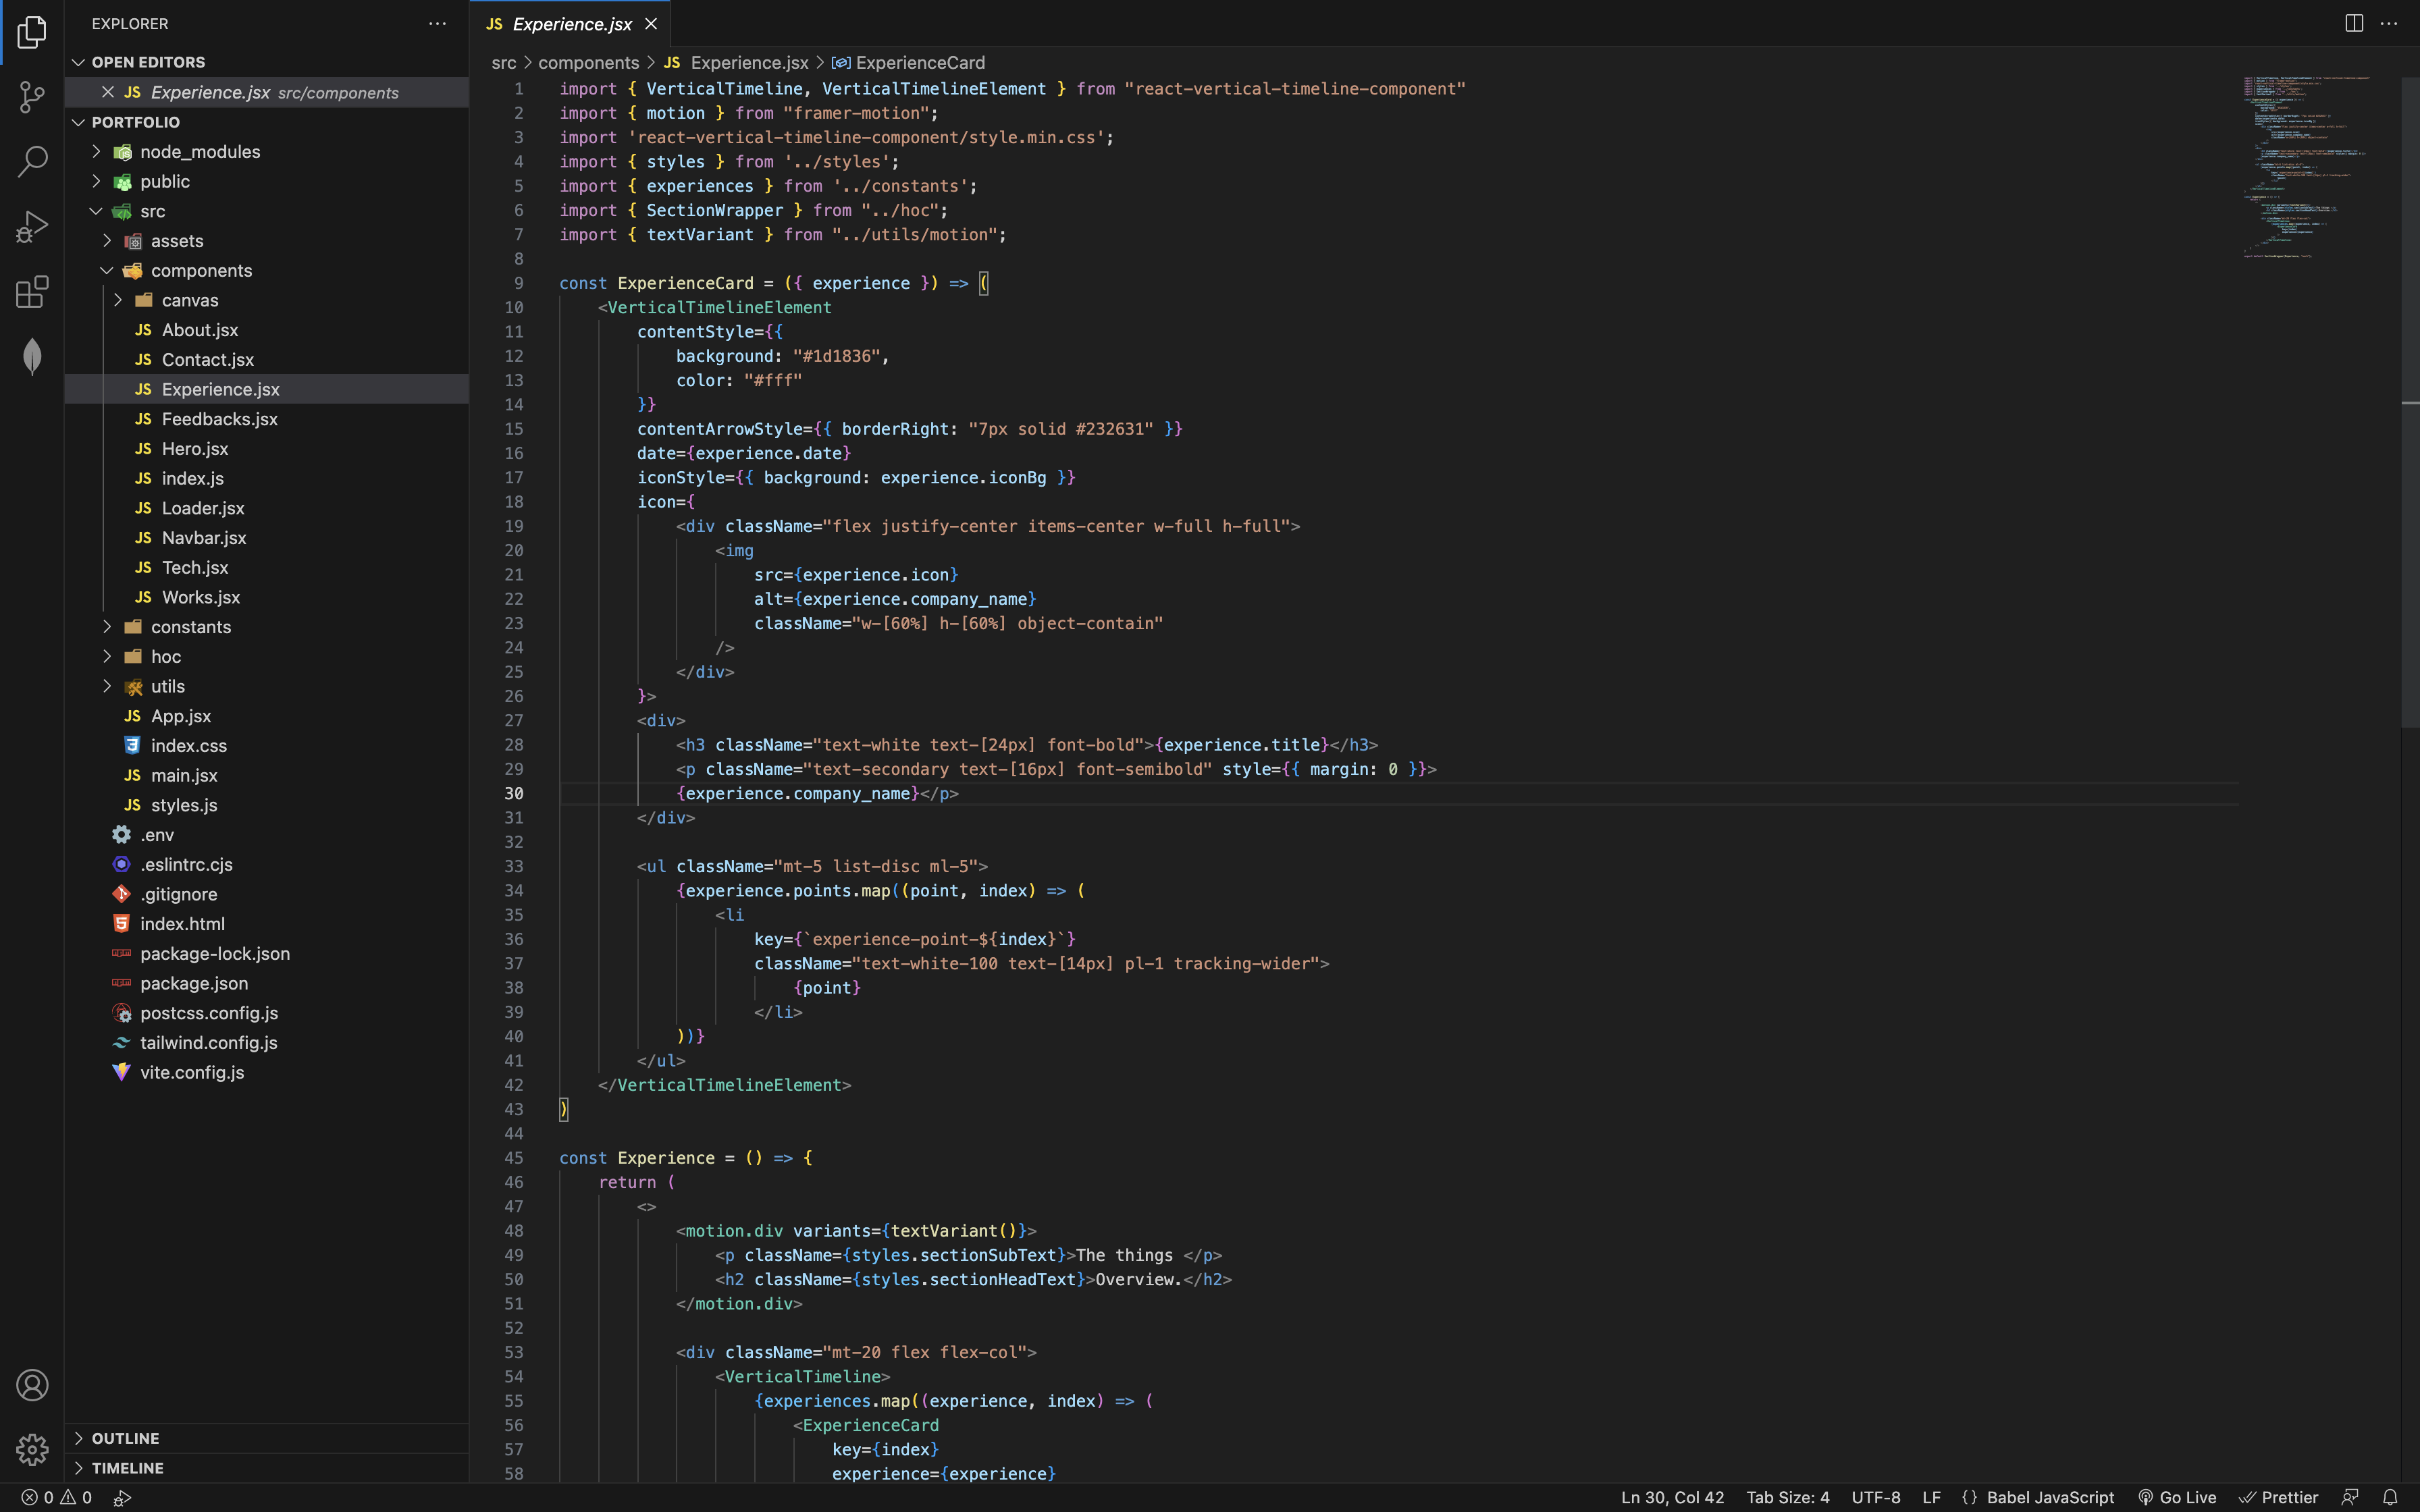 EXPLORER
OPEN EDITORS
JS Experience.jsx src/components
PORTFOLIO
node_modules
public
src
assets
components
canvas
JS About.jsx
JS Contact.jsx
JS Experience.jsx
JS Feedbacks.jsx
JS Hero.jsx
JS index.js
JS Loader.jsx
JS Navbar.jsx
JS Tech.jsx
JS Works.jsx
constants
hoc
utils
JS App.jsx
index.css
JS main.jsx
JS styles.js
.env
.eslintrc.cjs
.gitignore
index.html
package-lock.json
package.json
postcss.config.js
tailwind.config.js
vite.config.js
OUTLINE
TIMELINE
JS Experience.jsx
src > components > JS Experience.jsx > ExperienceCard
1 import { VerticalTimeline, VerticalTimelineElement } from "react-vertical-timeline-component"
2 import { motion } from "framer-motion";
3 import 'react-vertical-timeline-component/style.min.css';
4 import { styles } from '../styles';
5 import { experiences } from '../constants';
6 import { SectionWrapper } from "../hoc";
7 import { textVariant } from "../utils/motion";
8
9 const ExperienceCard = ({ experience }) => (
10 <VerticalTimelineElement
11 contentStyle={{
12 background: "#1d1836",
13 color: "#fff"
14 }}
15 contentArrowStyle={{ borderRight: "7px solid #232631" }}
16 date={experience.date}
17 iconStyle={{ background: experience.iconBg }}
18 icon={
19 <div className="flex justify-center items-center w-full h-full">
20 <img
21 src={experience.icon}
22 alt={experience.company_name}
23 className="w-[60%] h-[60%] object-contain"
24 />
25 </div>
26 }>
27 <div>
28 <h3 className="text-white text-[24px] font-bold">{experience.title}</h3>
29 <p className="text-secondary text-[16px] font-semibold" style={{ margin: 0 }}>
30 {experience.company_name}</p>
31 </div>
32
33 <ul className="mt-5 list-disc ml-5">
34 {experience.points.map((point, index) => (
35 <li
36 key={`experience-point-${index}`}
37 className="text-white-100 text-[14px] pl-1 tracking-wider">
38 {point}
39 </li>
40 ))}
41 </ul>
42 </VerticalTimelineElement>
43 )
44
45 const Experience = () => {
46 return (
47 <>
48 <motion.div variants={textVariant()}>
49 <p className={styles.sectionSubText}>The things </p>
50 <h2 className={styles.sectionHeadText}>Overview.</h2>
51 </motion.div>
52
53 <div className="mt-20 flex flex-col">
54 <VerticalTimeline>
55 {experiences.map((experience, index) => (
56 <ExperienceCard
57 key={index}
58 experience={experience}
0 0
Ln 30, Col 42 Tab Size: 4 UTF-8 LF {} Babel JavaScript Go Live Prettier